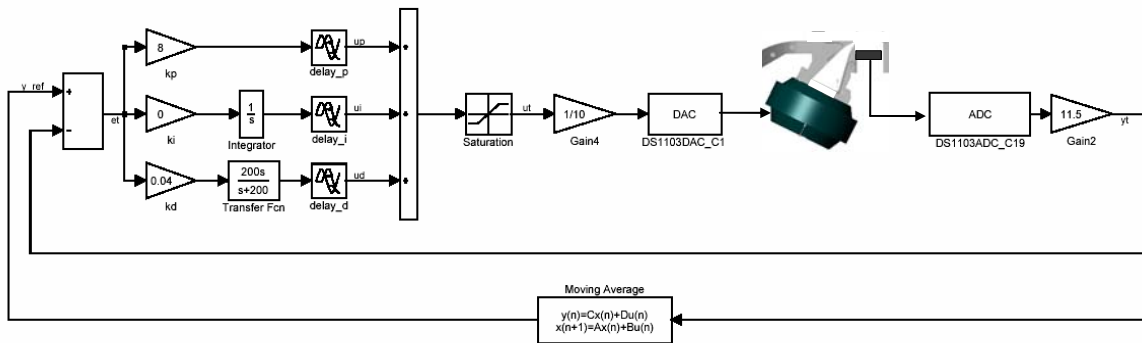 8
kp
delay_p
up
y_ref
+
-
et
0
ki
1
s
Integrator
delay_i
ui
0.04
kd
200s
s+200
Transfer Fcn
delay_d
ud
+
+
+
Saturation
ut
1/10
Gain4
DAC
DS1103DAC_C1
ADC
DS1103ADC_C19
11.5
Gain2
yt
Moving Average
y(n)=Cx(n)+Du(n)
x(n+1)=Ax(n)+Bu(n)